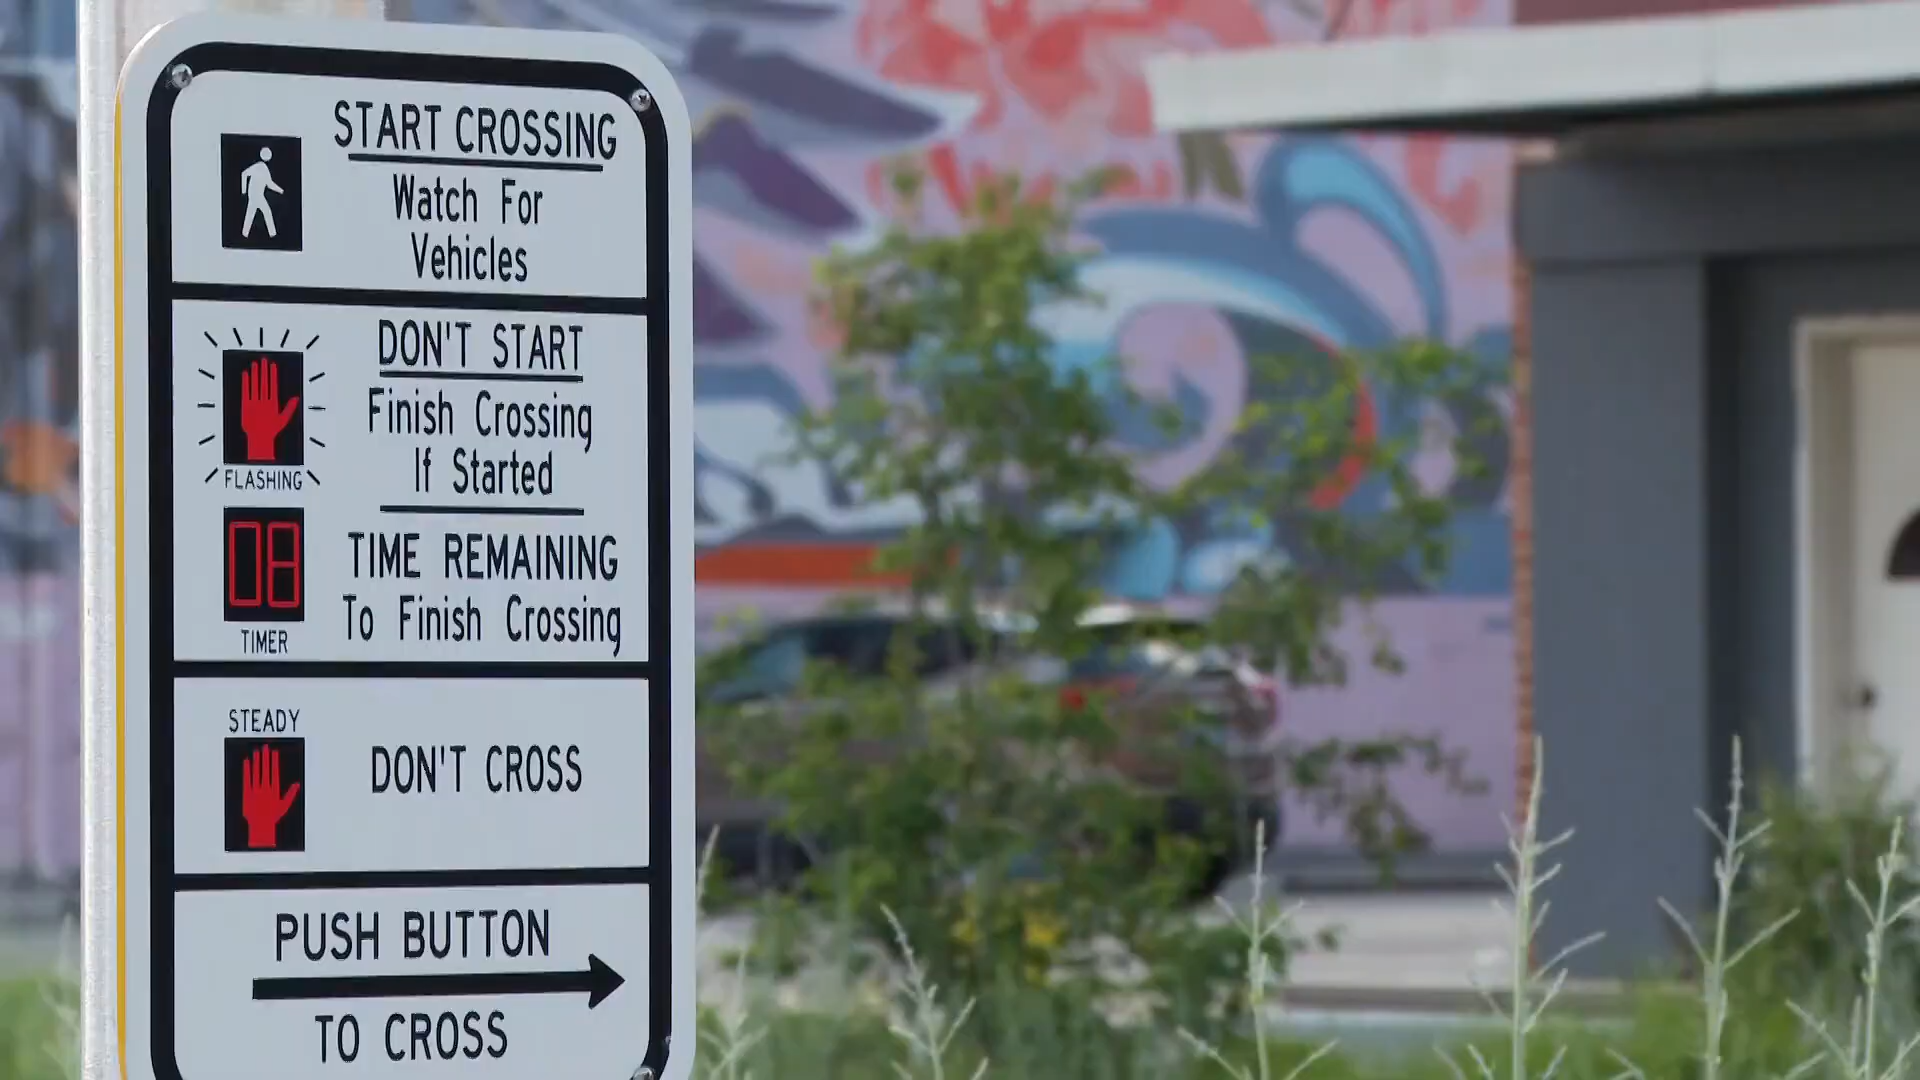 START CROSSING
Watch For
Vehicles
DON'T START
Finish Crossing
If Started
FLASHING
08
TIME REMAINING
To Finish Crossing
TIMER
STEADY
DON'T CROSS
PUSH BUTTON
TO CROSS